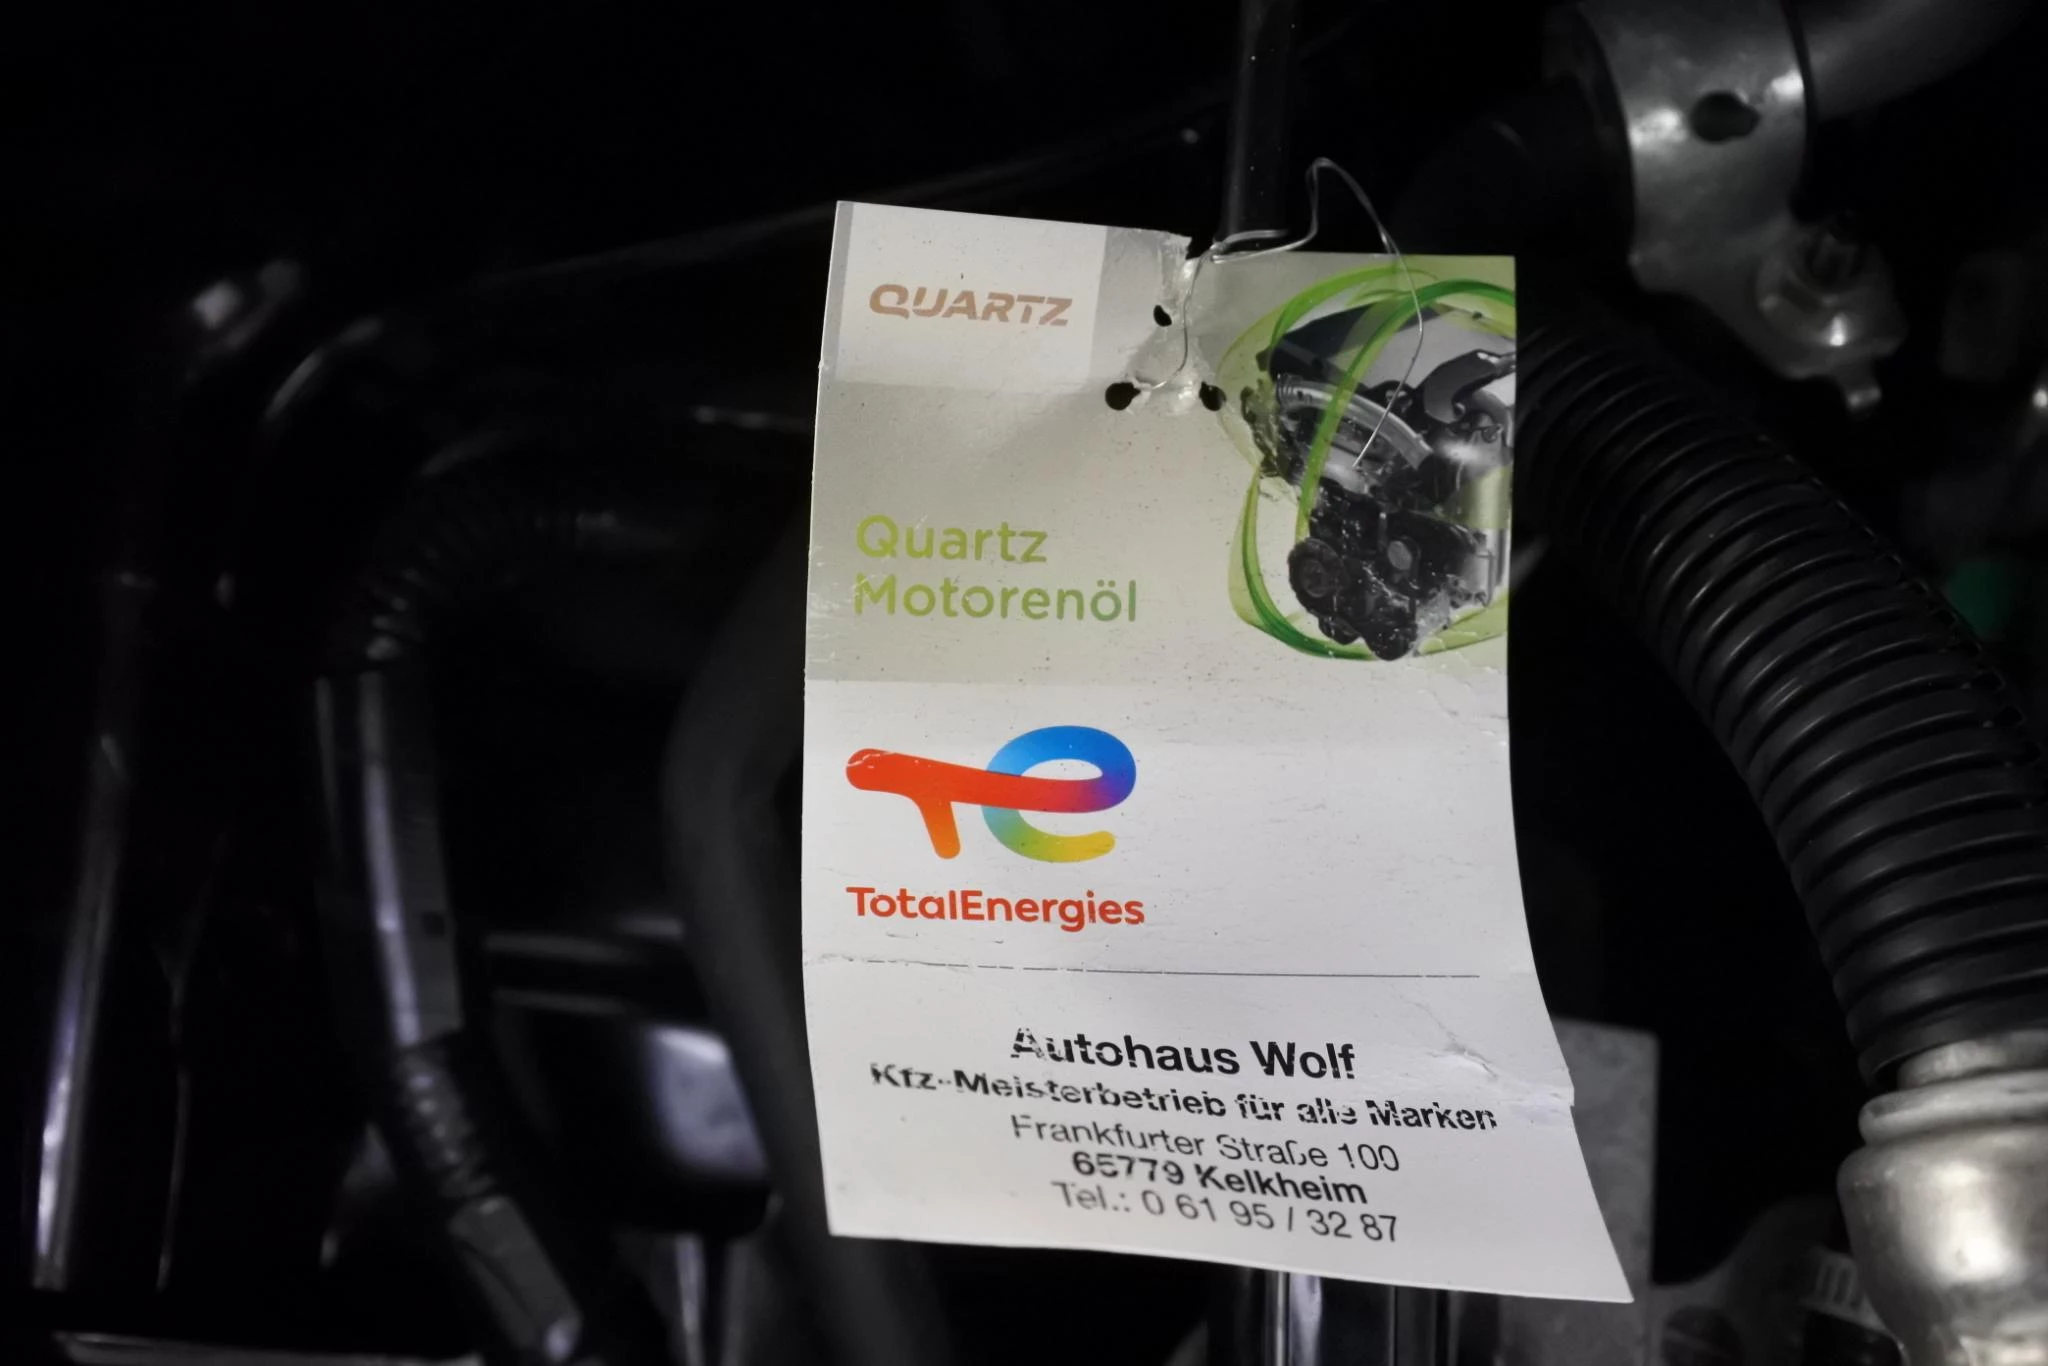 QUARTZ
Quartz
Motorenöl
TotalEnergies
Autohaus Wolf
Kfz-Meisterbetrieb für alle Marken
Frankfurter Straße 100
65779 Kelkheim
Tel.: 0 61 95 / 32 87